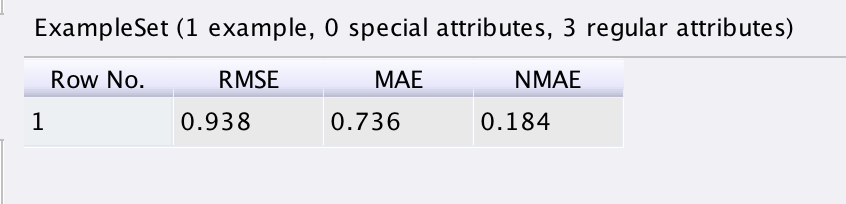 ExampleSet (1 example, 0 special attributes, 3 regular attributes)
Row No. RMSE MAE NMAE
1 0.938 0.736 0.184